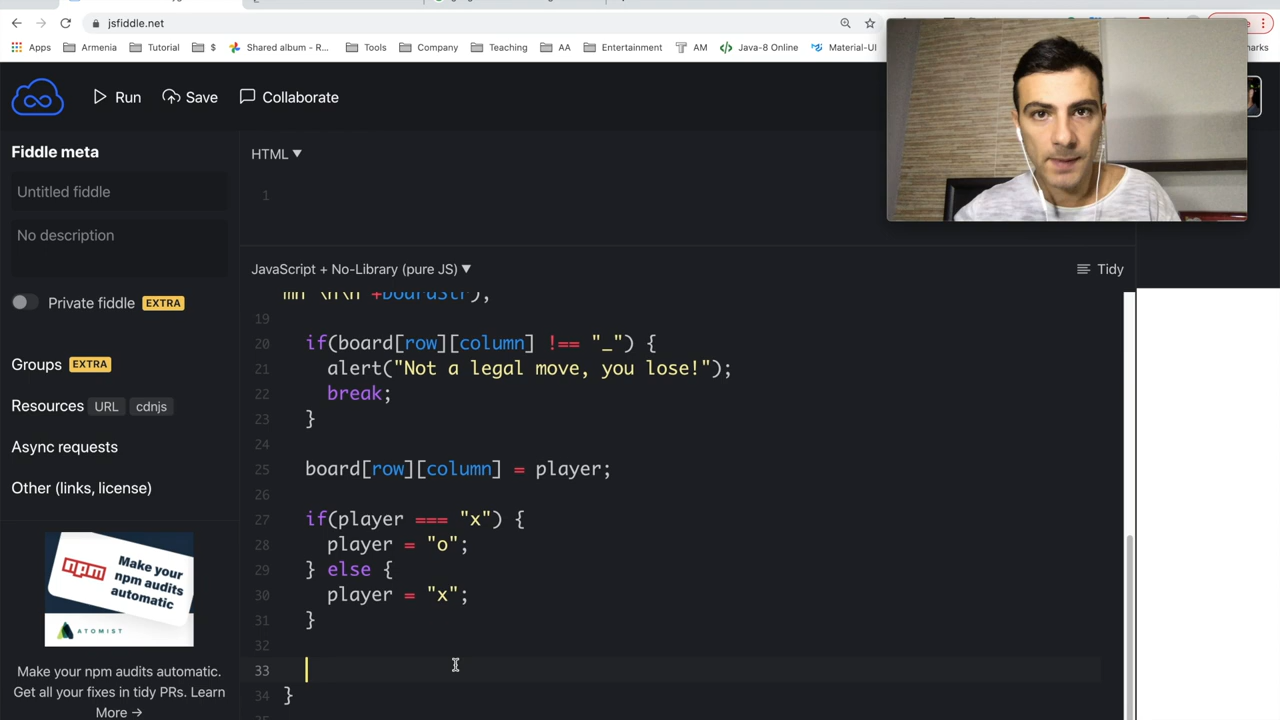 jsfiddle.net
Apps Armenia Tutorial $ Shared album - R... Tools Company Teaching AA Entertainment AM Java-8 Online Material-UI
Run Save Collaborate
Fiddle meta
Untitled fiddle
No description
Private fiddle EXTRA
Groups EXTRA
Resources URL cdnjs
Async requests
Other (links, license)
npm Make your
npm audits
automatic
ATOMIST
Make your npm audits automatic.
Get all your fixes in tidy PRs. Learn
More →
HTML ▼
1
JavaScript + No-Library (pure JS) ▼ Tidy
mn \n\n"+boardStr);
19
20 if(board[row][column] !== "_") {
21 alert("Not a legal move, you lose!");
22 break;
23 }
24
25 board[row][column] = player;
26
27 if(player === "x") {
28 player = "o";
29 } else {
30 player = "x";
31 }
32
33
34 }